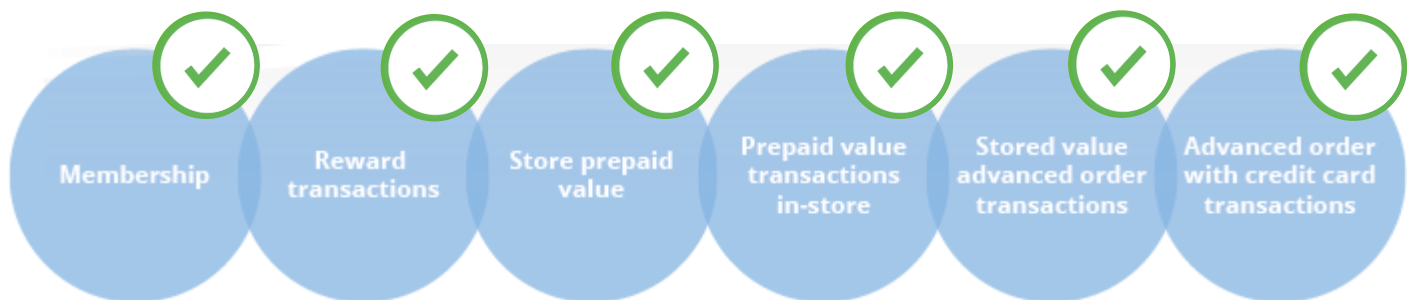 Membership
Reward
transactions
Store prepaid
value
Prepaid value
transactions
in-store
Stored value
advanced order
transactions
Advanced order
with credit card
transactions